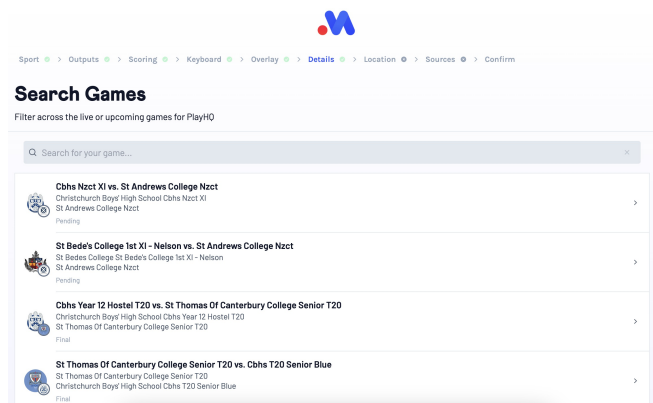 Sport > Outputs > Scoring > Keyboard > Overlay > Details > Location > Sources > Confirm
Search Games
Filter across the live or upcoming games for PlayHQ
Search for your game...
Cbhs Nzct XI vs. St Andrews College Nzct
Christchurch Boys' High School Cbhs Nzct XI
St Andrews College Nzct
Pending
St Bede's College 1st XI - Nelson vs. St Andrews College Nzct
St Bedes College St Bede's College 1st XI - Nelson
St Andrews College Nzct
Pending
Cbhs Year 12 Hostel T20 vs. St Thomas Of Canterbury College Senior T20
Christchurch Boys' High School Cbhs Year 12 Hostel T20
St Thomas Of Canterbury College Senior T20
Final
St Thomas Of Canterbury College Senior T20 vs. Cbhs T20 Senior Blue
St Thomas Of Canterbury College Senior T20
Christchurch Boys' High School Cbhs T20 Senior Blue
Final